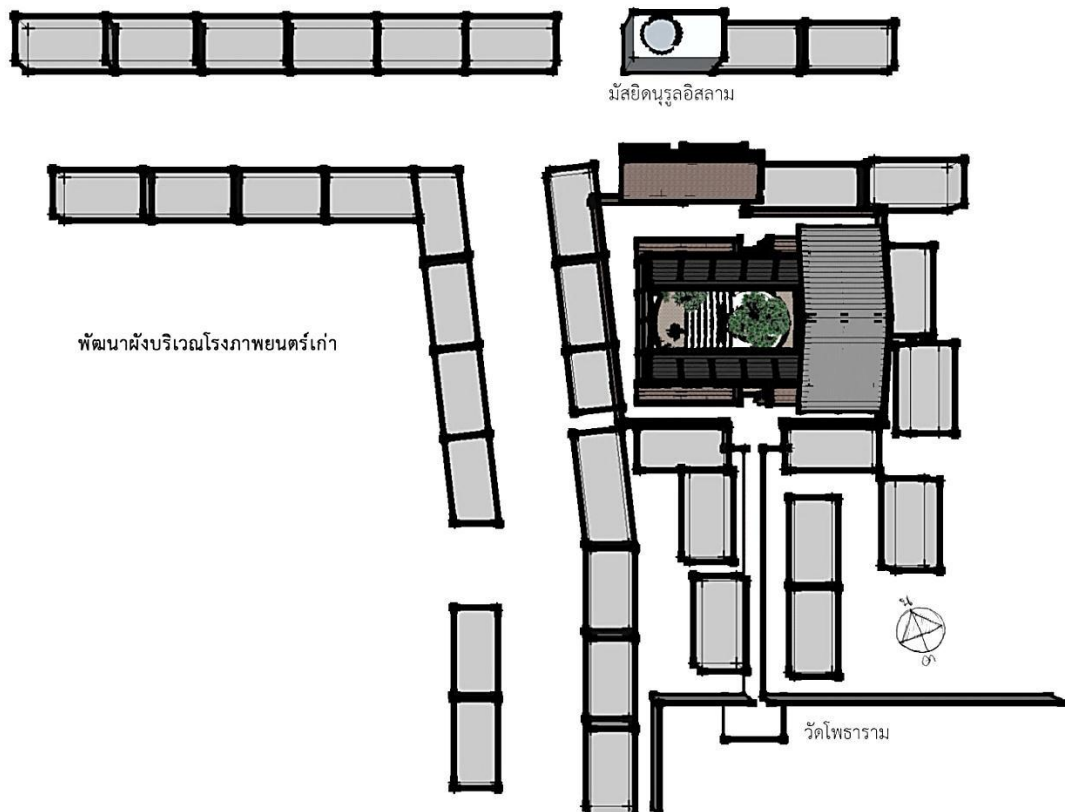 มัสยิดนุรูลอิสลาม
พัฒนาผังบริเวณโรงภาพยนตร์เก่า
น
วัดโพธาราม